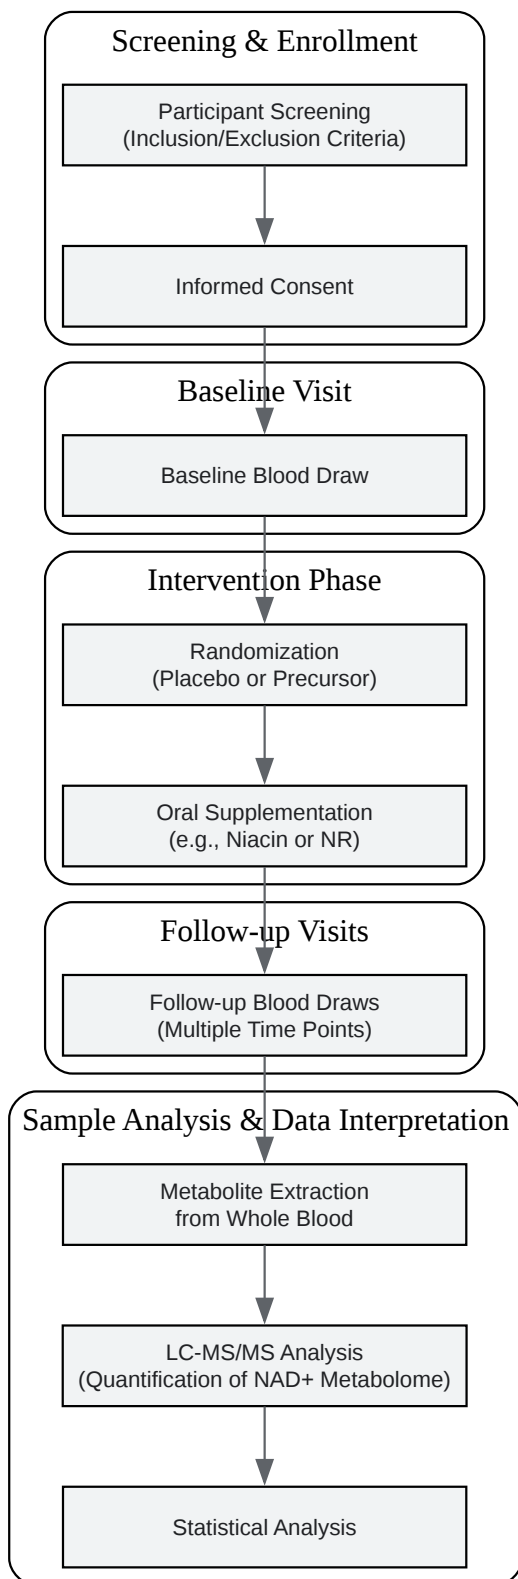 Screening & Enrollment
Participant Screening
(Inclusion/Exclusion Criteria)
Informed Consent
Baseline Visit
Baseline Blood Draw
Intervention Phase
Randomization
(Placebo or Precursor)
Oral Supplementation
(e.g., Niacin or NR)
Follow-up Visits
Follow-up Blood Draws
(Multiple Time Points)
Sample Analysis & Data Interpretation
Metabolite Extraction
from Whole Blood
LC-MS/MS Analysis
(Quantification of NAD+ Metabolome)
Statistical Analysis